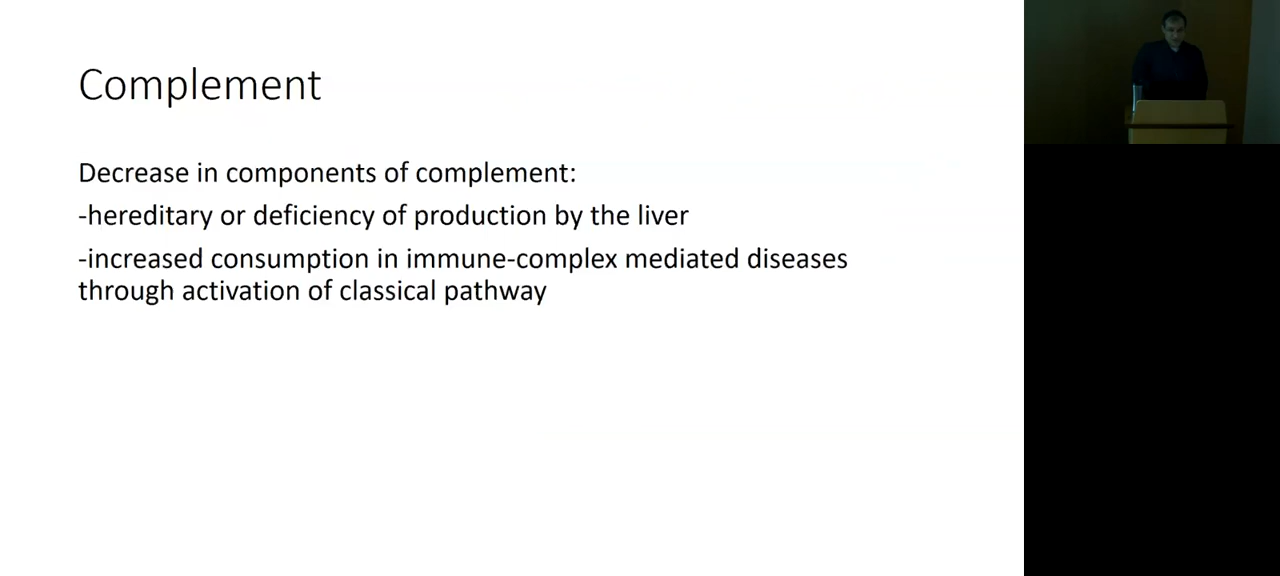 Complement
Decrease in components of complement:
-hereditary or deficiency of production by the liver
-increased consumption in immune-complex mediated diseases
through activation of classical pathway